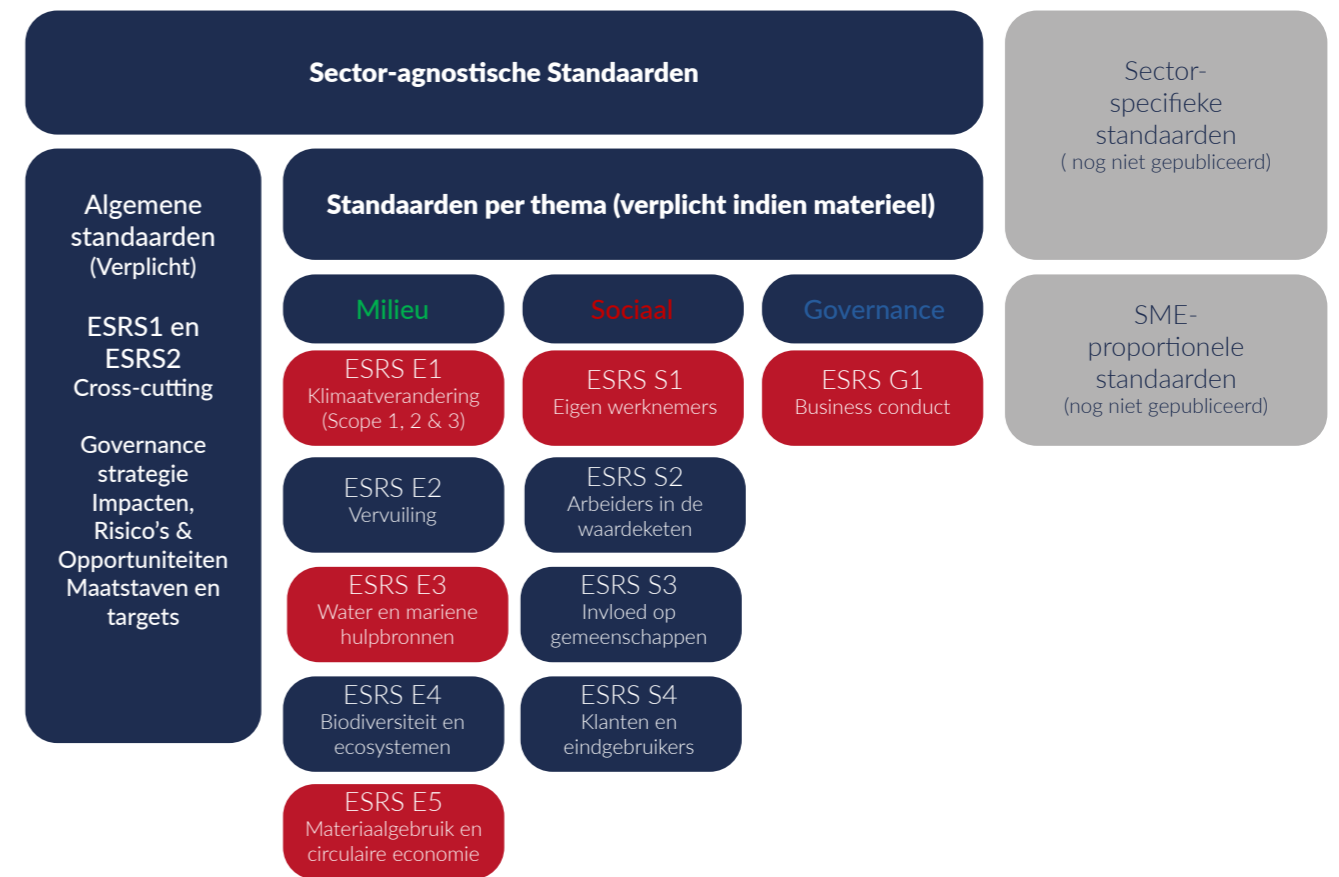 Sector-agnostische Standaarden
Sector-
specifieke
standaarden
( nog niet gepubliceerd)
Algemene
standaarden
(Verplicht)
ESRS1 en
ESRS2
Cross-cutting
Governance
strategie
Impacten,
Risico's &
Opportuniteiten
Maatstaven en
targets
Standaarden per thema (verplicht indien materieel)
Milieu
ESRS E1
Klimaatverandering
(Scope 1, 2 & 3)
ESRS E2
Vervuiling
ESRS E3
Water en mariene
hulpbronnen
ESRS E4
Biodiversiteit en
ecosystemen
ESRS E5
Materiaalgebruik en
circulaire economie
Sociaal
ESRS S1
Eigen werknemers
ESRS S2
Arbeiders in de
waardeketen
ESRS S3
Invloed op
gemeenschappen
ESRS S4
Klanten en
eindgebruikers
Governance
ESRS G1
Business conduct
SME-
proportionele
standaarden
(nog niet gepubliceerd)